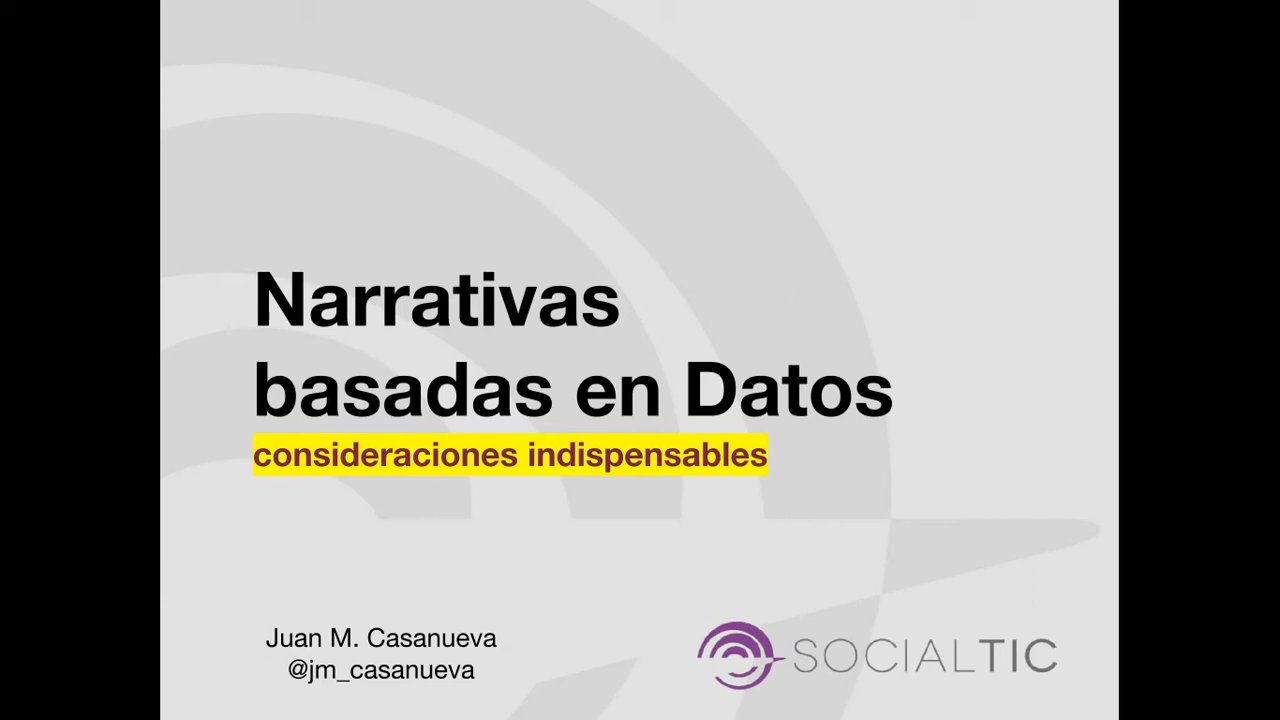 Narrativas
basadas en Datos
consideraciones indispensables
Juan M. Casanueva
@jm_casanueva
SOCIALTIC